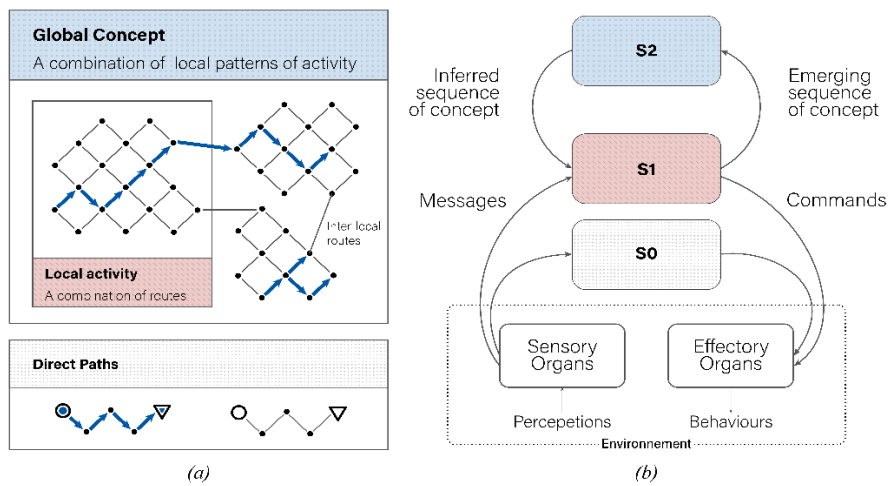 Global Concept
A combination of local patterns of activity
Inter local
routes
Local activity
A combination of routes
Direct Paths
(a)
S2
Inferred
sequence
of concept
Emerging
sequence
of concept
S1
Messages
Commands
S0
Sensory
Organs
Effectory
Organs
Percepetions
Behaviours
Environnement
(b)